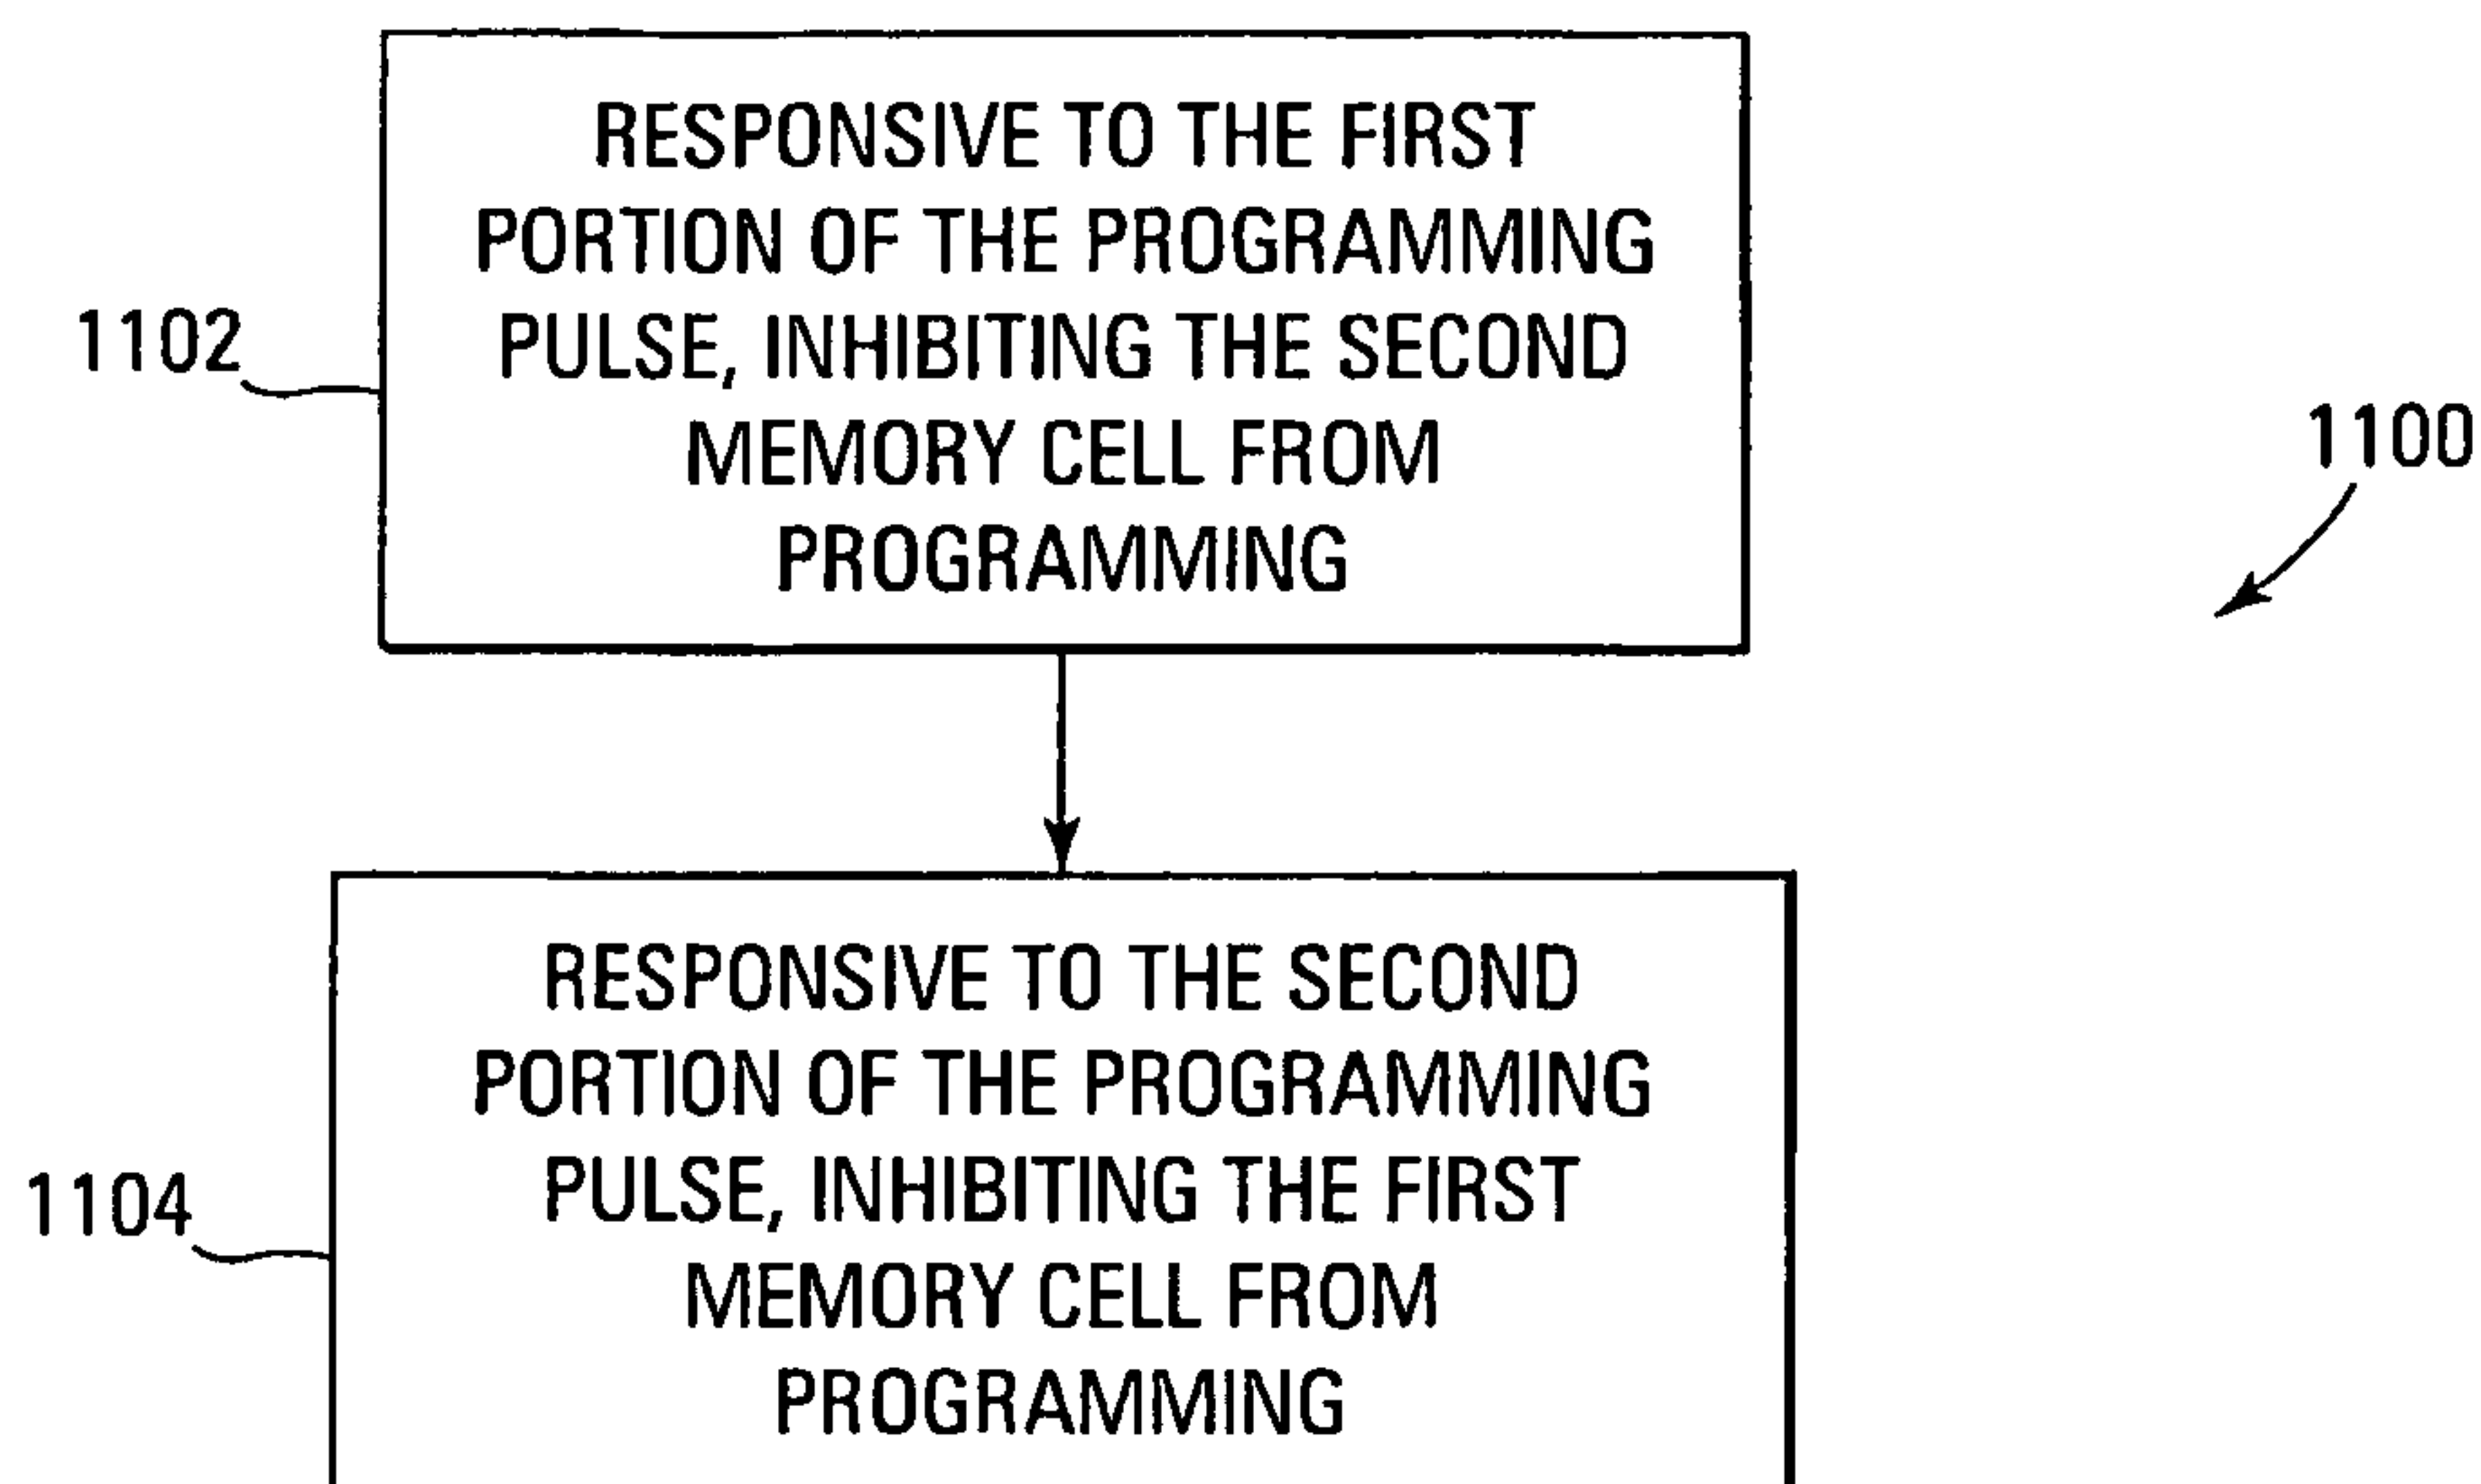 RESPONSIVE TO THE FIRST
PORTION OF THE PROGRAMMING
PULSE, INHIBITING THE SECOND
MEMORY CELL FROM
PROGRAMMING
1102
1100
RESPONSIVE TO THE SECOND
PORTION OF THE PROGRAMMING
PULSE, INHIBITING THE FIRST
MEMORY CELL FROM
PROGRAMMING
1104